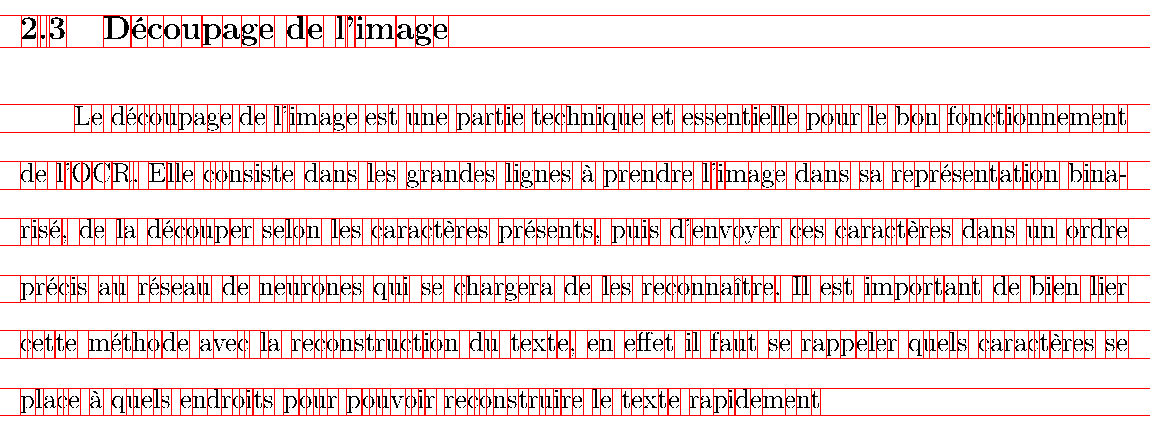 2.3 Découpage de l'image
Le découpage de l'image est une partie technique et essentielle pour le bon fonctionnement
de l'OCR. Elle consiste dans les grandes lignes à prendre l'image dans sa représentation bina-
risé, de la découper selon les caractères présents, puis d'envoyer ces caractères dans un ordre
précis au réseau de neurones qui se chargera de les reconnaître. Il est important de bien lier
cette méthode avec la reconstruction du texte, en effet il faut se rappeler quels caractères se
place à quels endroits pour pouvoir reconstruire le texte rapidement